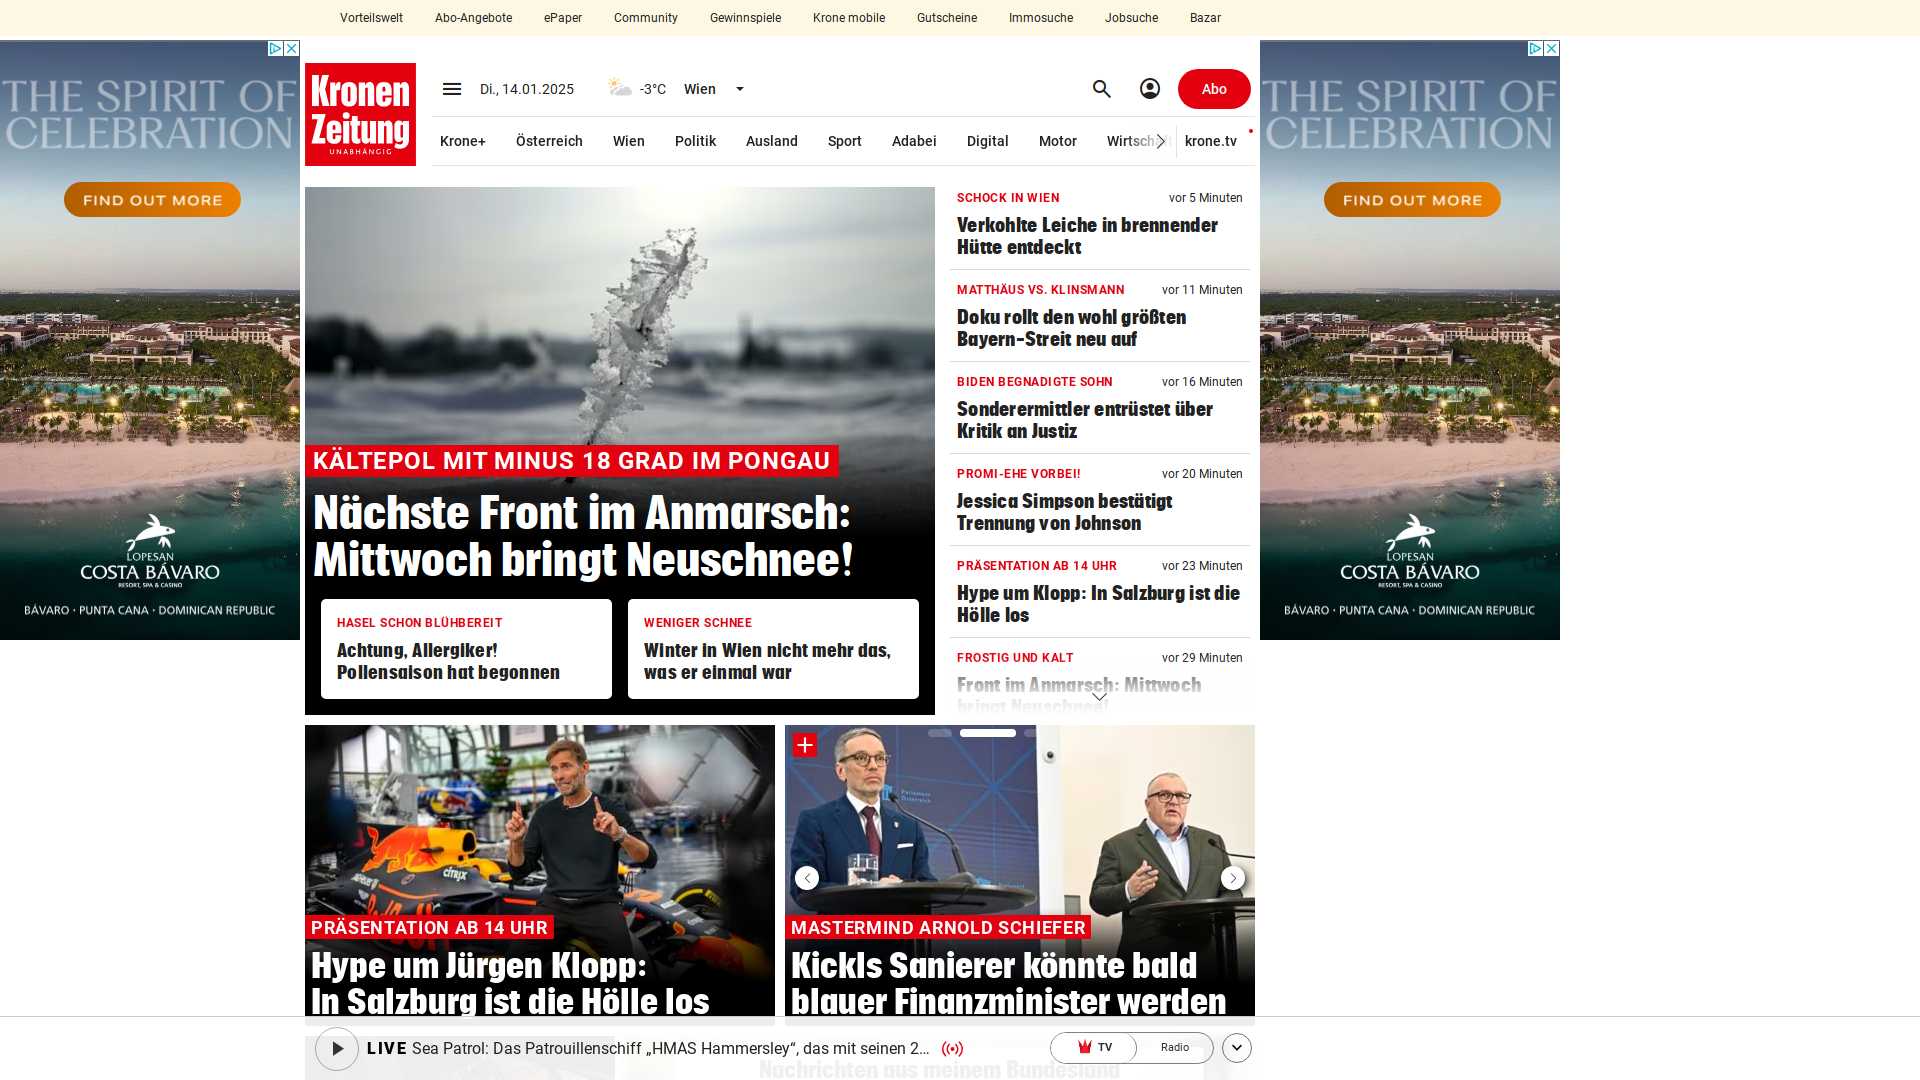 Vorteilswelt Abo-Angebote ePaper Community Gewinnspiele Krone mobile Gutscheine Immosuche Jobsuche Bazar
THE SPIRIT OF
CELEBRATION
FIND OUT MORE
LOPESAN
COSTA BÁVARO
RESORT, SPA & CASINO
BÁVARO · PUNTA CANA · DOMINICAN REPUBLIC
Kronen
Zeitung
UNABHÄNGIG
Di., 14.01.2025 -3°C Wien Abo
Krone+ Österreich Wien Politik Ausland Sport Adabei Digital Motor Wirtschaft krone.tv
KÄLTEPOL MIT MINUS 18 GRAD IM PONGAU
Nächste Front im Anmarsch:
Mittwoch bringt Neuschnee!
HASEL SCHON BLÜHBEREIT
Achtung, Allergiker!
Pollensaison hat begonnen
WENIGER SCHNEE
Winter in Wien nicht mehr das,
was er einmal war
SCHOCK IN WIEN vor 5 Minuten
Verkohlte Leiche in brennender
Hütte entdeckt
MATTHÄUS VS. KLINSMANN vor 11 Minuten
Doku rollt den wohl größten
Bayern-Streit neu auf
BIDEN BEGNADIGTE SOHN vor 16 Minuten
Sonderermittler entrüstet über
Kritik an Justiz
PROMI-EHE VORBEI! vor 20 Minuten
Jessica Simpson bestätigt
Trennung von Johnson
PRÄSENTATION AB 14 UHR vor 23 Minuten
Hype um Klopp: In Salzburg ist die
Hölle los
FROSTIG UND KALT vor 29 Minuten
Front im Anmarsch: Mittwoch
bringt Neuschnee!
THE SPIRIT OF
CELEBRATION
FIND OUT MORE
LOPESAN
COSTA BÁVARO
RESORT, SPA & CASINO
BÁVARO · PUNTA CANA · DOMINICAN REPUBLIC
CITRIX
PRÄSENTATION AB 14 UHR
Hype um Jürgen Klopp:
In Salzburg ist die Hölle los
Parlament
Österreich
MASTERMIND ARNOLD SCHIEFER
Kickls Sanierer könnte bald
blauer Finanzminister werden
LIVE Sea Patrol: Das Patrouillenschiff „HMAS Hammersley“, das mit seinen 2... TV Radio
Nachrichten aus meinem Bundesland